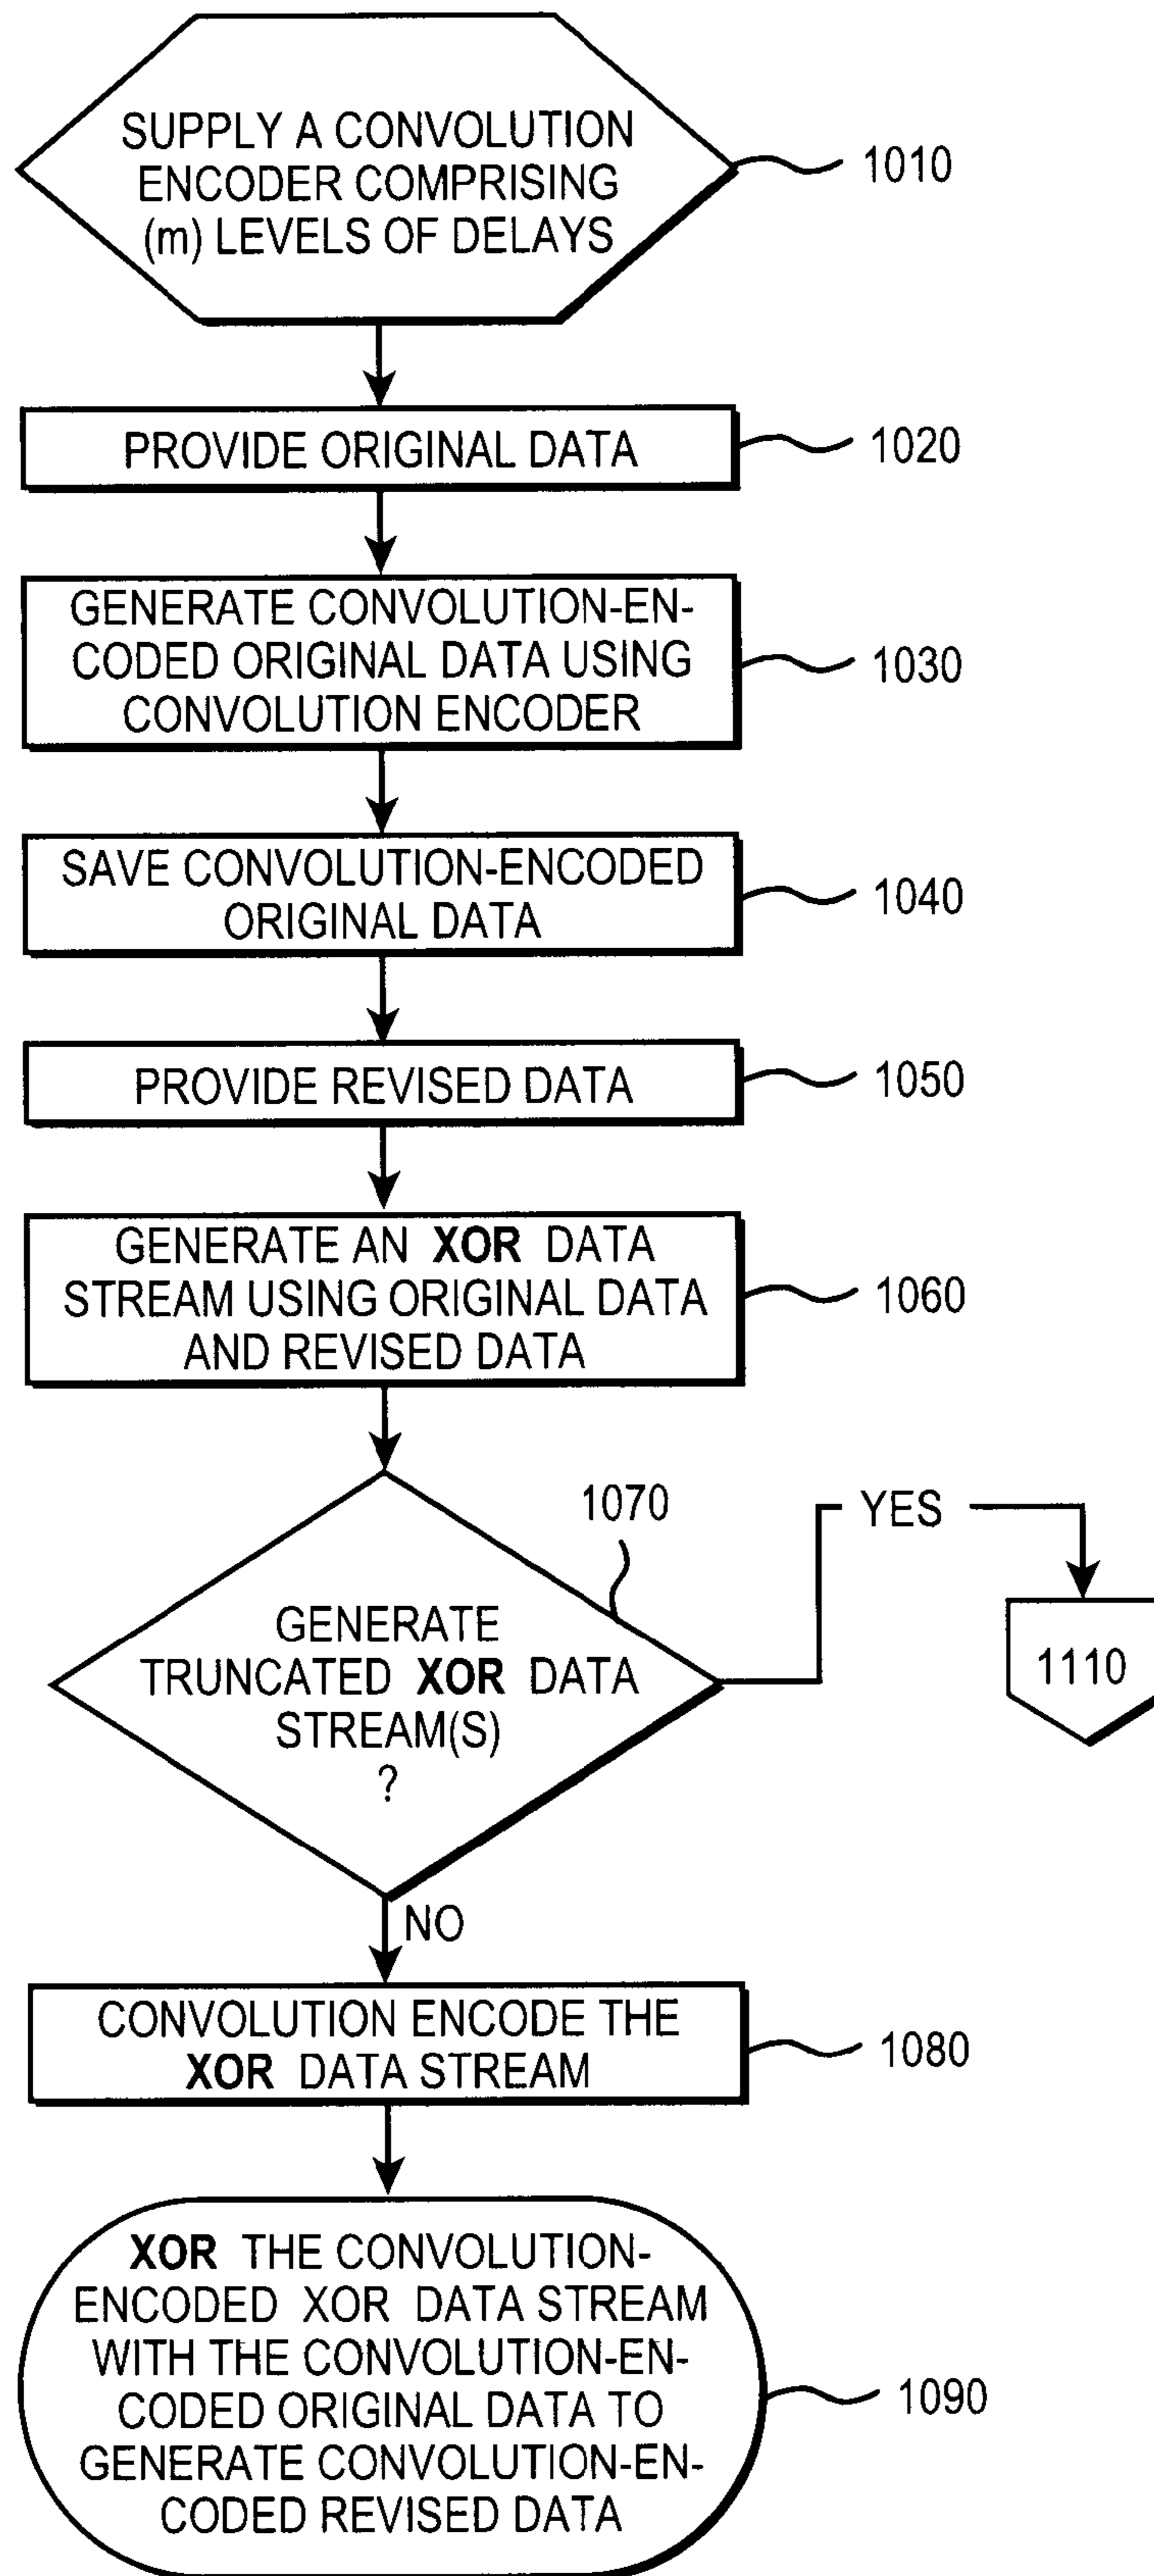 SUPPLY A CONVOLUTION
ENCODER COMPRISING
(m) LEVELS OF DELAYS
1010
PROVIDE ORIGINAL DATA
1020
GENERATE CONVOLUTION-EN-
CODED ORIGINAL DATA USING
CONVOLUTION ENCODER
1030
SAVE CONVOLUTION-ENCODED
ORIGINAL DATA
1040
PROVIDE REVISED DATA
1050
GENERATE AN XOR DATA
STREAM USING ORIGINAL DATA
AND REVISED DATA
1060
1070
YES
GENERATE
TRUNCATED XOR DATA
STREAM(S)
?
1110
NO
CONVOLUTION ENCODE THE
XOR DATA STREAM
1080
XOR THE CONVOLUTION-
ENCODED XOR DATA STREAM
WITH THE CONVOLUTION-EN-
CODED ORIGINAL DATA TO
GENERATE CONVOLUTION-EN-
CODED REVISED DATA
1090